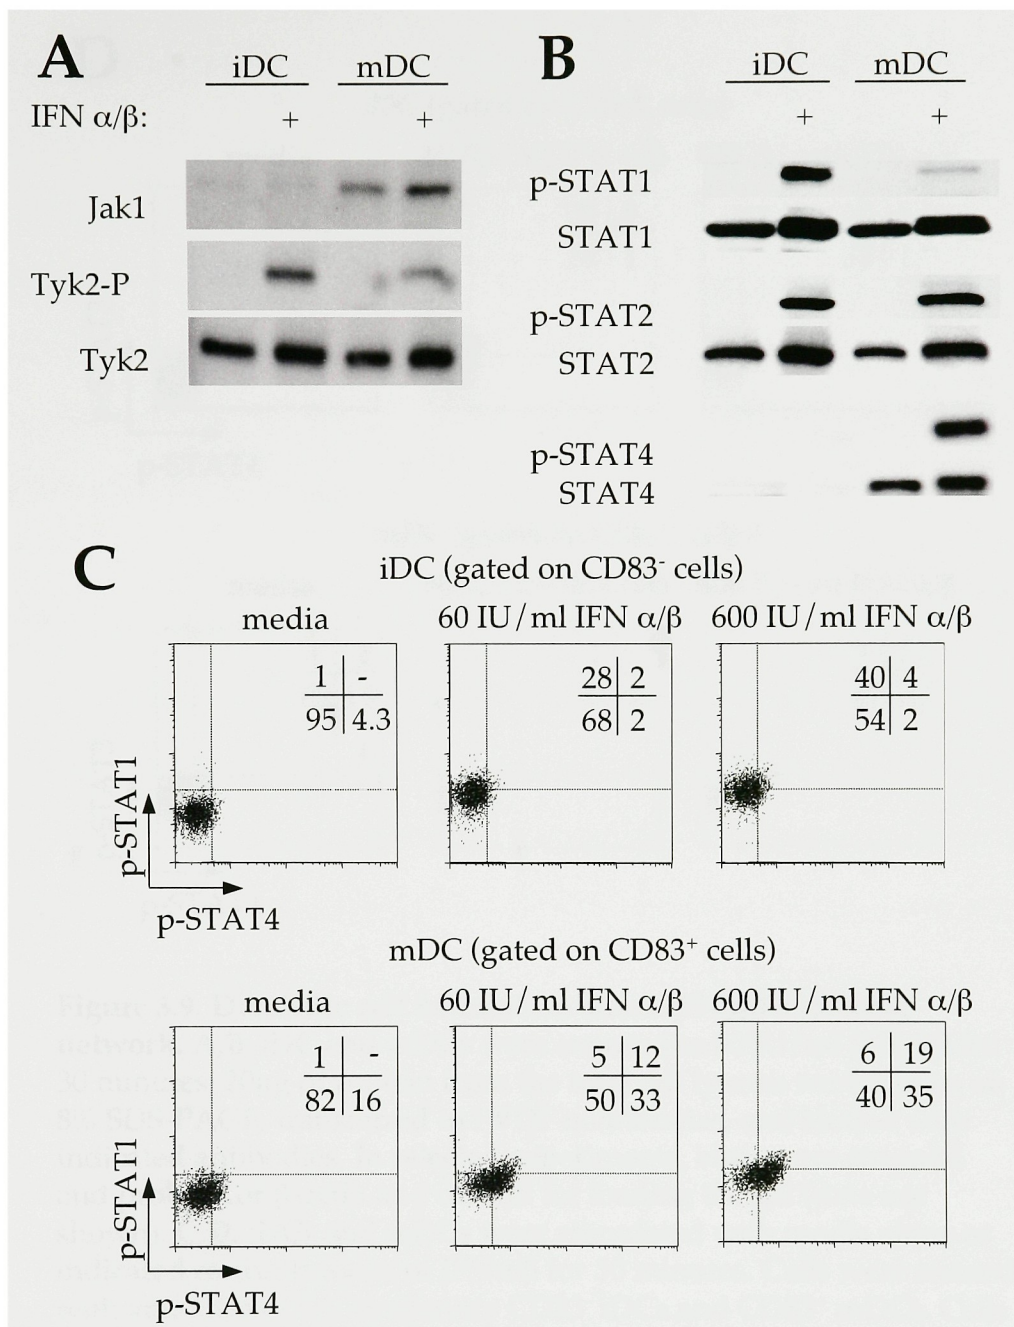 A
iDC mDC
IFN α/β: + +
Jak1
Tyk2-P
Tyk2
B
iDC mDC
+ +
p-STAT1
STAT1
p-STAT2
STAT2
p-STAT4
STAT4
C
iDC (gated on CD83⁻ cells)
media 60 IU/ml IFN α/β 600 IU/ml IFN α/β
1 - 28 2 40 4
95 4.3 68 2 54 2
p-STAT1
p-STAT4
mDC (gated on CD83⁺ cells)
media 60 IU/ml IFN α/β 600 IU/ml IFN α/β
1 - 5 12 6 19
82 16 50 33 40 35
p-STAT1
p-STAT4